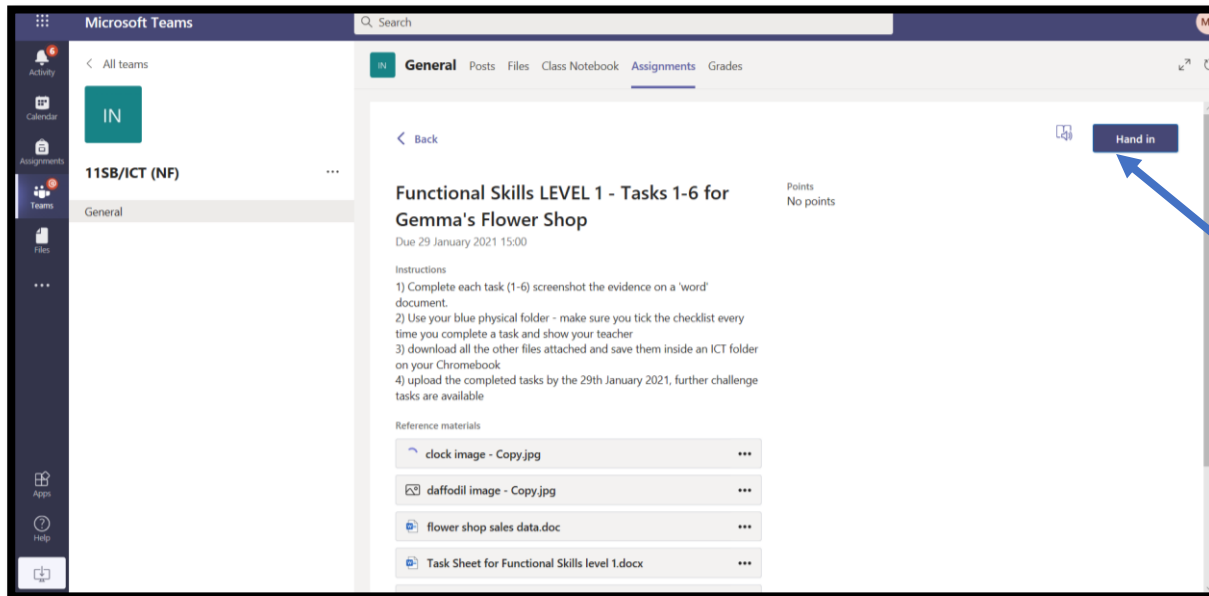 Microsoft Teams
Search
M
6
Activity
Calendar
Assignments
Teams
Files
Apps
Help
All teams
IN
11SB/ICT (NF)
General
IN General Posts Files Class Notebook Assignments Grades
Back
Hand in
Functional Skills LEVEL 1 - Tasks 1-6 for
Gemma's Flower Shop
Due 29 January 2021 15:00
Points
No points
Instructions
1) Complete each task (1-6) screenshot the evidence on a 'word'
document.
2) Use your blue physical folder - make sure you tick the checklist every
time you complete a task and show your teacher
3) download all the other files attached and save them inside an ICT folder
on your Chromebook
4) upload the completed tasks by the 29th January 2021, further challenge
tasks are available
Reference materials
clock image - Copy.jpg
daffodil image - Copy.jpg
flower shop sales data.doc
Task Sheet for Functional Skills level 1.docx